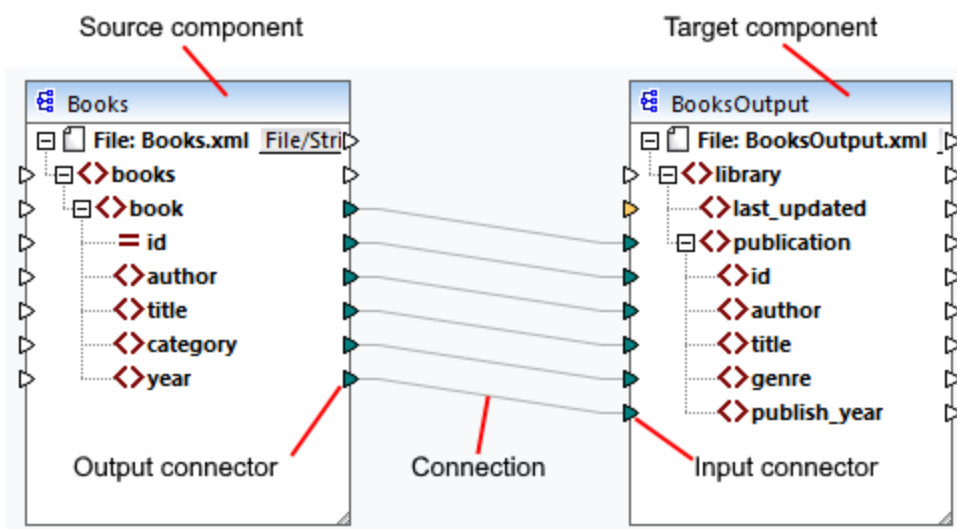 Source component
Target component
Books
BooksOutput
File: Books.xml File/Stri
File: BooksOutput.xml
books
library
book
last_updated
id
publication
author
id
title
author
category
title
year
genre
publish_year
Output connector
Connection
Input connector